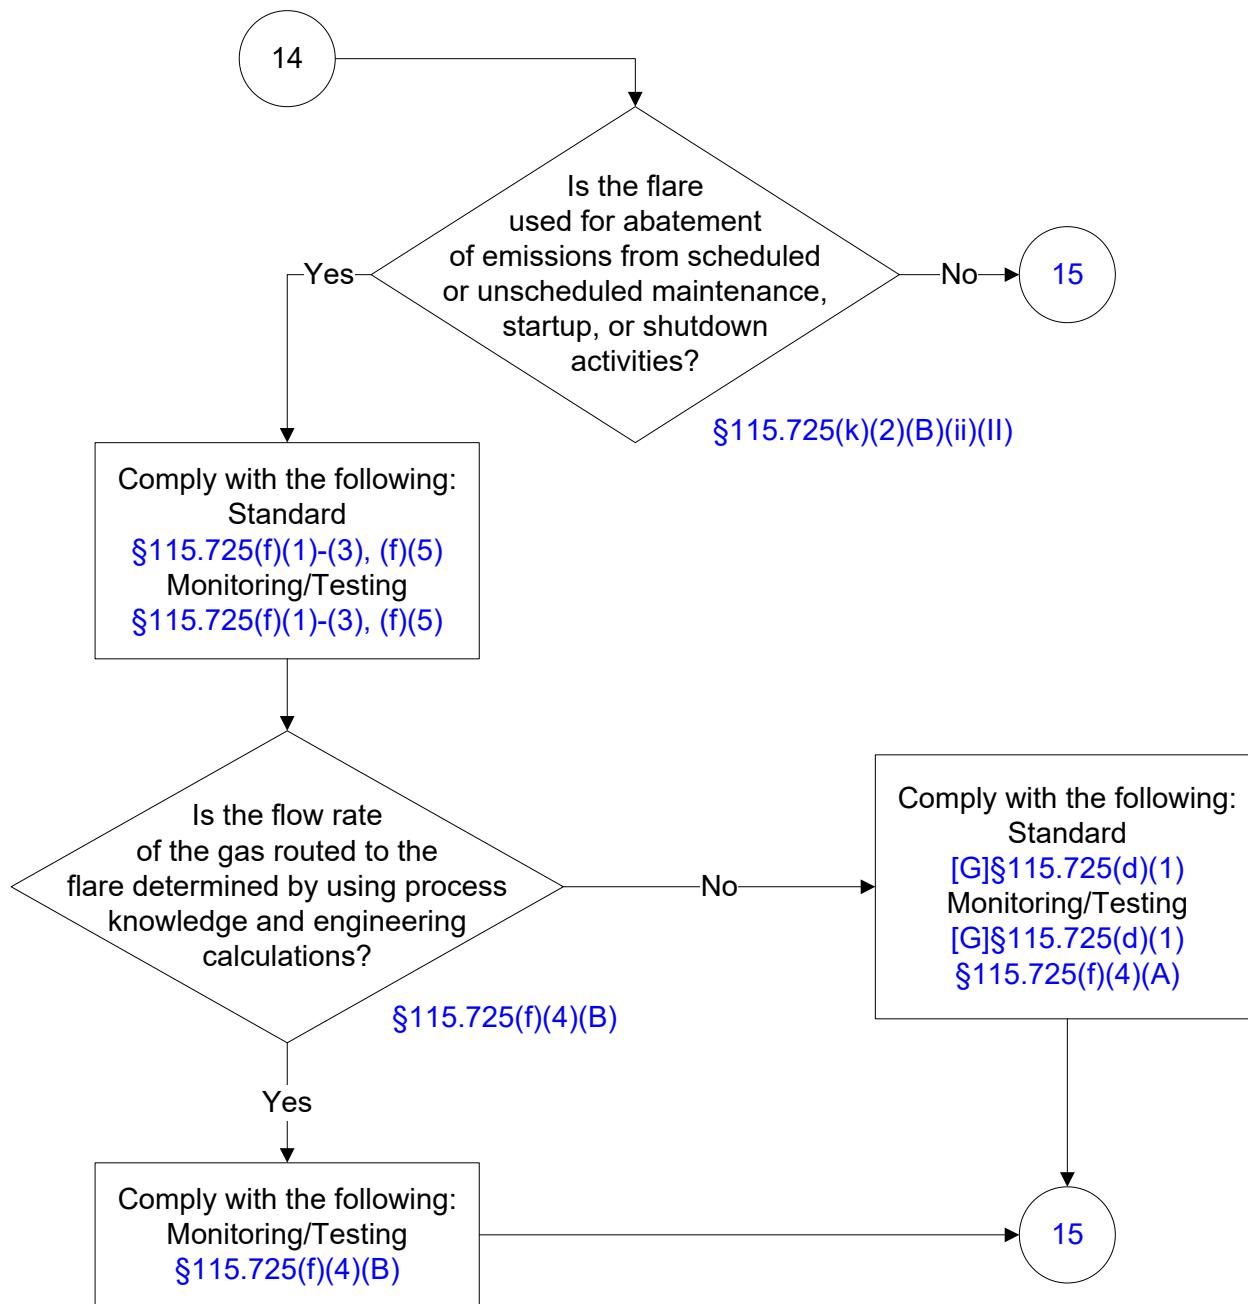 14
Is the flare
used for abatement
of emissions from scheduled
or unscheduled maintenance,
startup, or shutdown
activities?
Yes
No
15
§115.725(k)(2)(B)(ii)(II)
Comply with the following:
Standard
§115.725(f)(1)-(3), (f)(5)
Monitoring/Testing
§115.725(f)(1)-(3), (f)(5)
Is the flow rate
of the gas routed to the
flare determined by using process
knowledge and engineering
calculations?
No
§115.725(f)(4)(B)
Comply with the following:
Standard
[G]§115.725(d)(1)
Monitoring/Testing
[G]§115.725(d)(1)
§115.725(f)(4)(A)
Yes
Comply with the following:
Monitoring/Testing
§115.725(f)(4)(B)
15